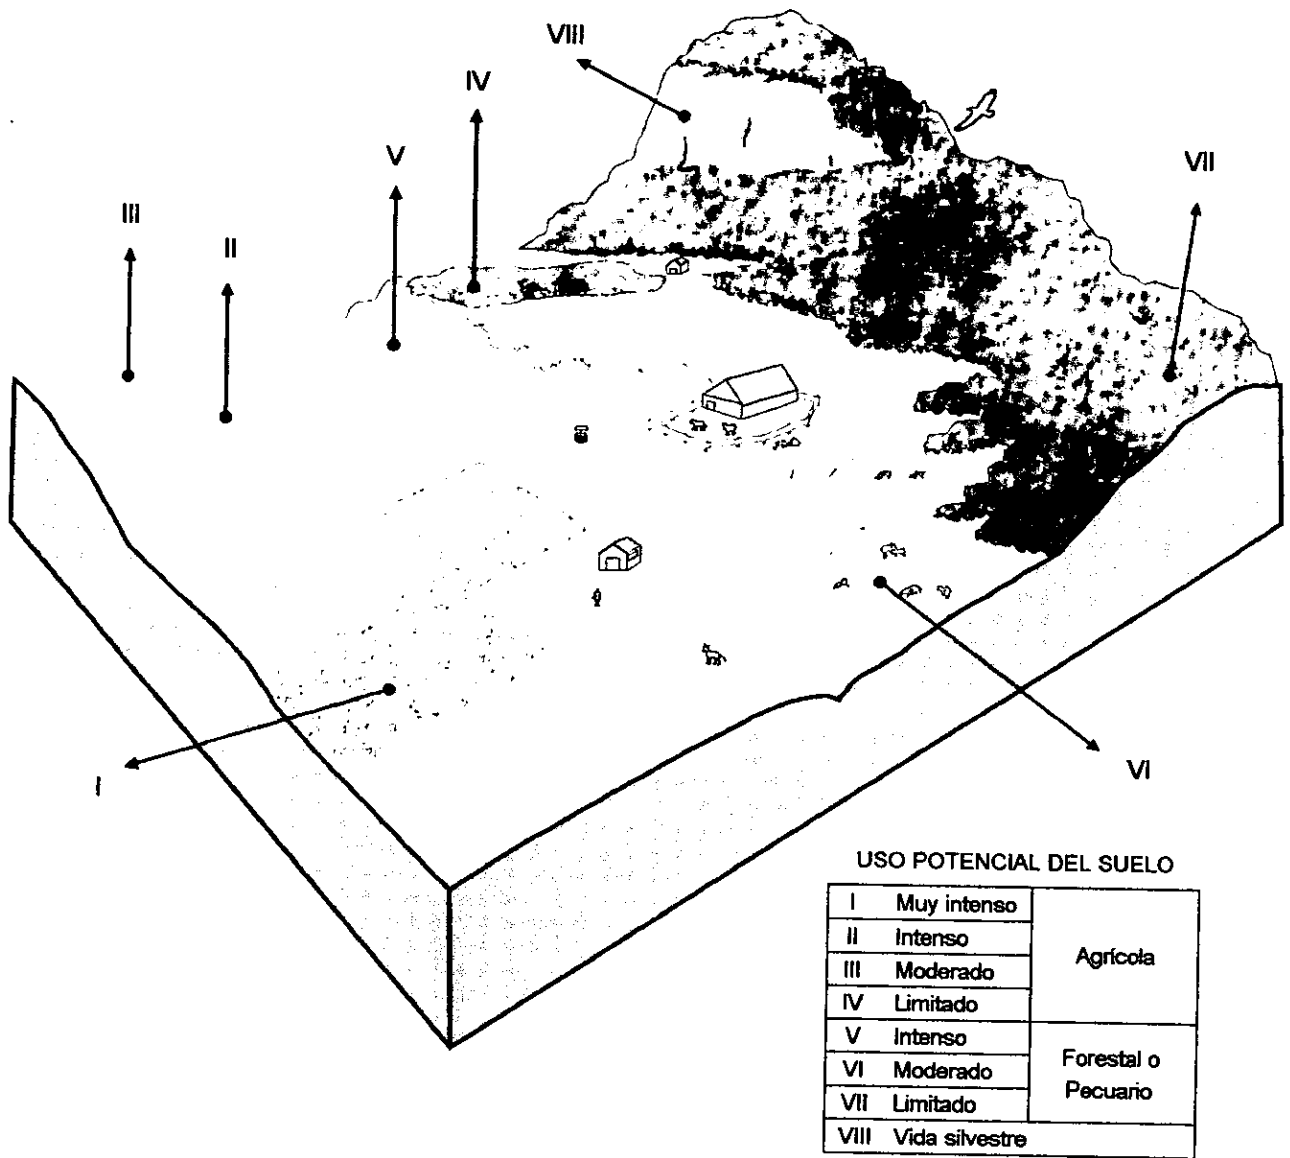 VIII
IV
V
VII
III
II
I
VI
USO POTENCIAL DEL SUELO
I Muy intenso
II Intenso
III Moderado
IV Limitado
Agrícola
V Intenso
VI Moderado
VII Limitado
Forestal o
Pecuario
VIII Vida silvestre